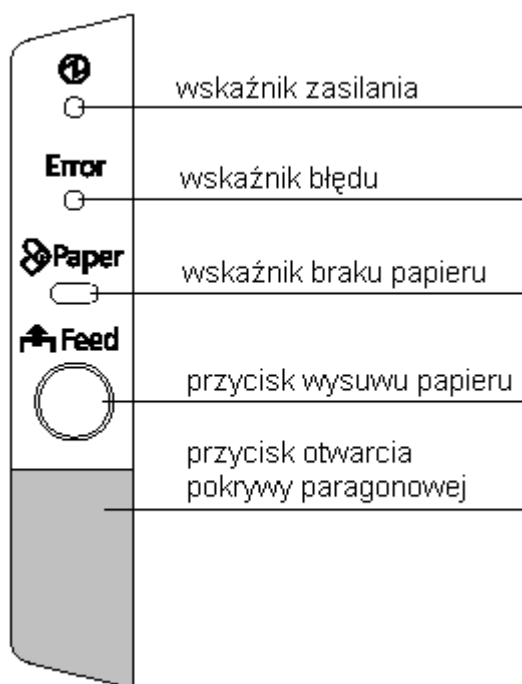 wskaźnik zasilania
Error
wskaźnik błędu
Paper
wskaźnik braku papieru
Feed
przycisk wysuwu papieru
przycisk otwarcia
pokrywy paragonowej